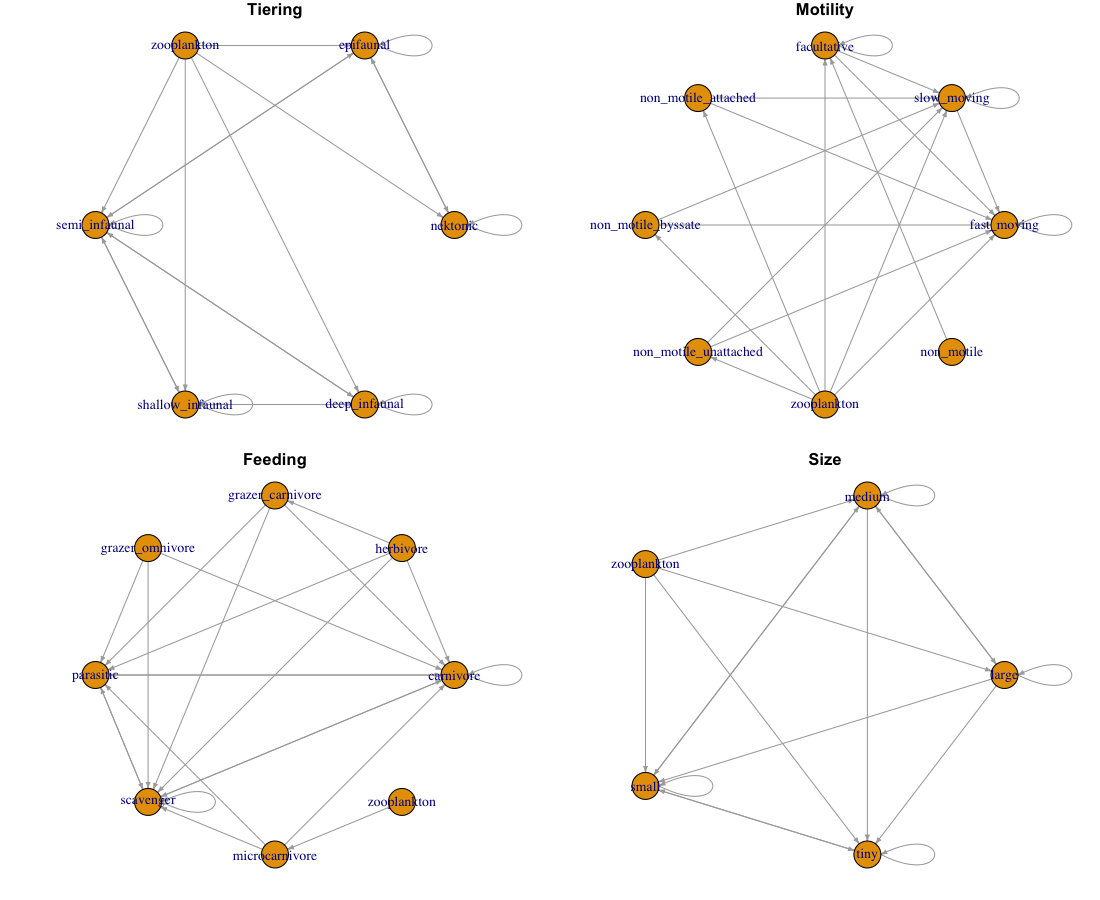 Tiering
zooplankton
epifaunal
semi_infaunal
nektonic
shallow_infaunal
deep_infaunal
Motility
facultative
non_motile_attached
slow_moving
non_motile_byssate
fast_moving
non_motile_unattached
non_motile
zooplankton
Feeding
grazer_carnivore
grazer_omnivore
herbivore
parasitic
carnivore
scavenger
zooplankton
microcarnivore
Size
medium
zooplankton
large
small
tiny